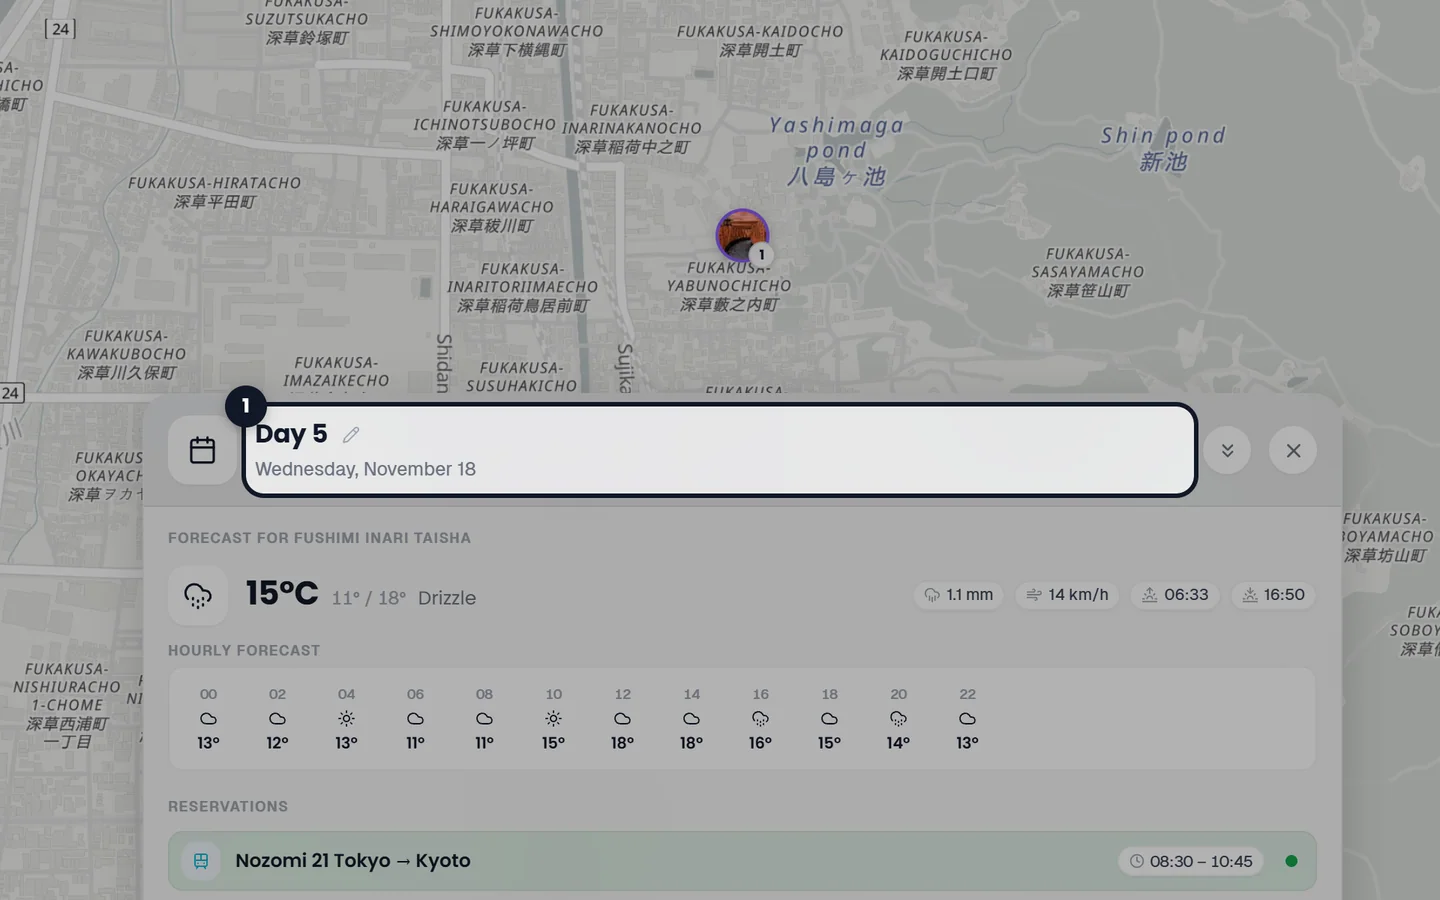 24
SUZUTSUKACHO
深草鈴塚町
FUKAKUSA-
SHIMOYOKONAWACHO
深草下横縄町
FUKAKUSA-KAIDOCHO
深草開土町
FUKAKUSA-
KAIDOGUCHICHO
深草開土口町
FUKAKUSA-
ICHINOTSUBOCHO
深草一ノ坪町
FUKAKUSA-
INARINAKANOCHO
深草稲荷中之町
Yashimaga
pond
八島ヶ池
Shin pond
新池
FUKAKUSA-HIRATACHO
深草平田町
FUKAKUSA-
HARAIGAWACHO
深草秡川町
1
FUKAKUSA-
YABUNOCHICHO
深草藪之内町
FUKAKUSA-
SASAYAMACHO
深草笹山町
FUKAKUSA-
INARITORIIMAECHO
深草稲荷鳥居前町
FUKAKUSA-
KAWAKUBOCHO
深草川久保町
FUKAKUSA-
IMAZAIKECHO
Shidan
FUKAKUSA-
SUSUHAKICHO
Sujika
FUKAKUSA-
24
1
Day 5
Wednesday, November 18
FORECAST FOR FUSHIMI INARI TAISHA
15°C 11° / 18° Drizzle
1.1 mm 14 km/h 06:33 16:50
HOURLY FORECAST
00 02 04 06 08 10 12 14 16 18 20 22
13° 12° 13° 11° 11° 15° 18° 18° 16° 15° 14° 13°
RESERVATIONS
Nozomi 21 Tokyo → Kyoto
08:30 – 10:45
FUKAKUSA-
NISHIURACHO
1-CHOME
深草西浦町
一丁目
FUKAKUSA-
BOYAMACHO
深草坊山町